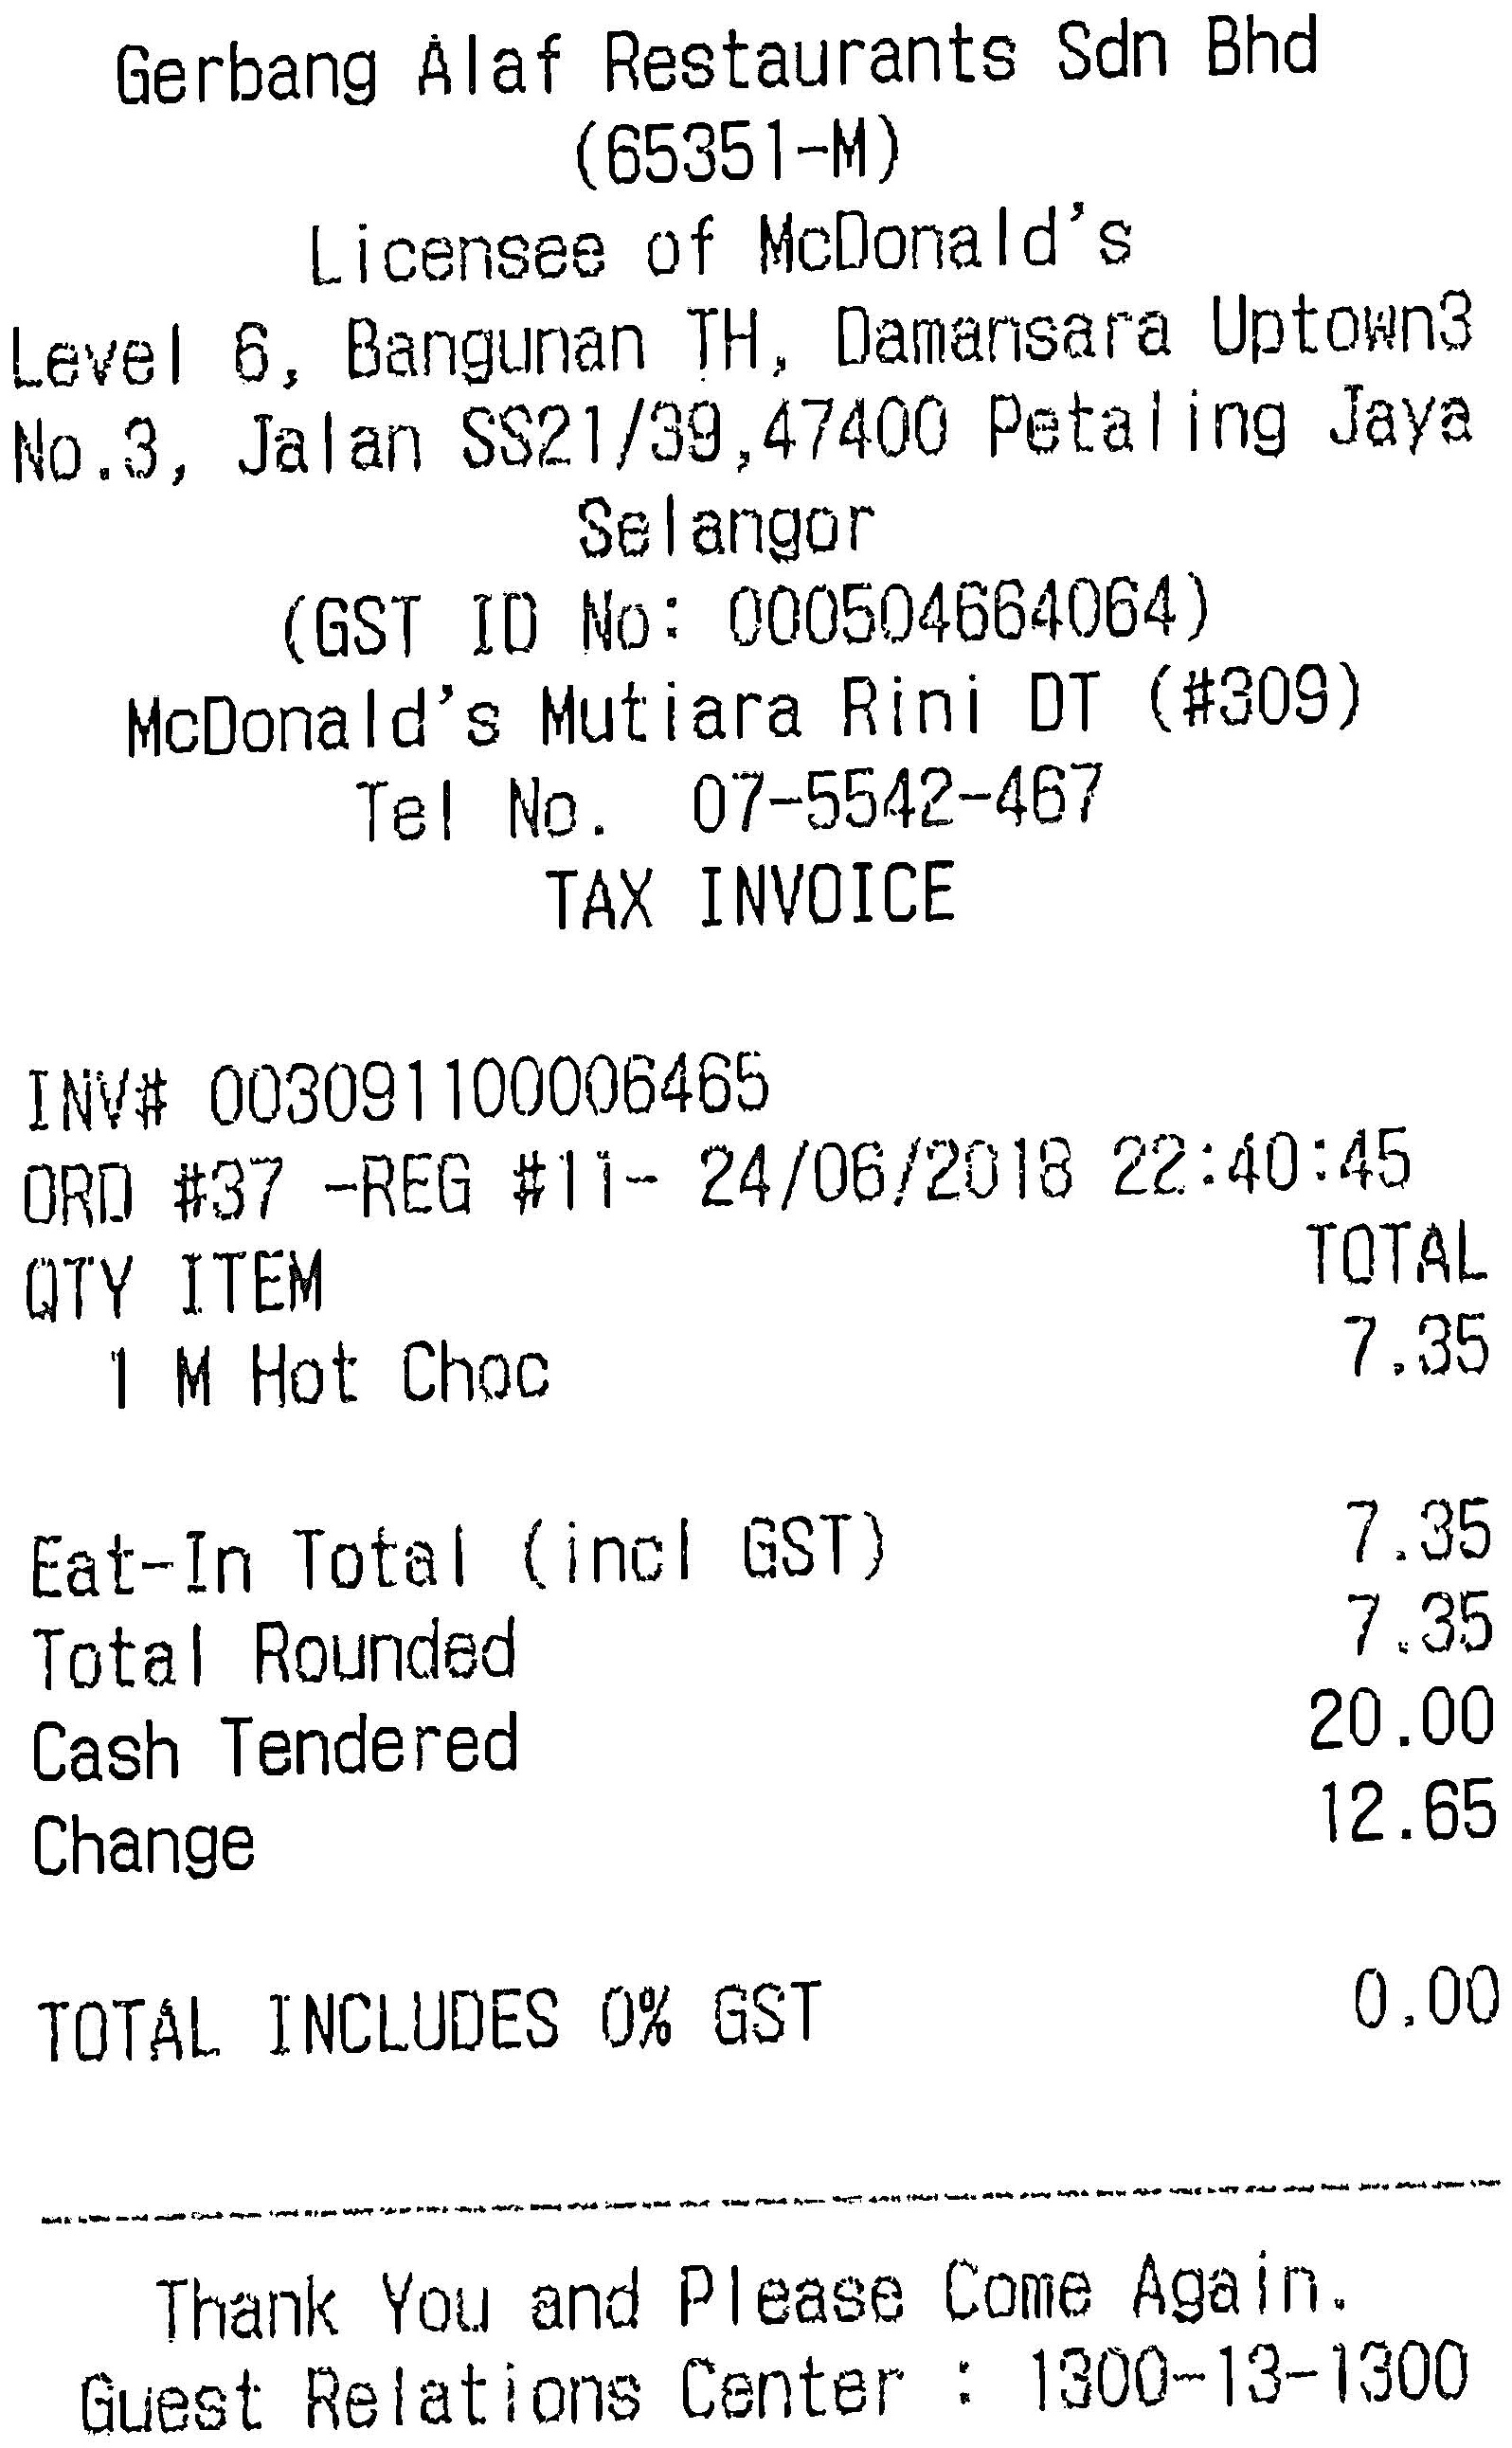 Gerbang Alaf Restaurants Sdn Bhd
(65351-M)
Licensee of McDonald's
Level 6, Bangunan TH, Damansara Uptown3
No.3, Jalan SS21/39,47400 Petaling Jaya
Selangor
(GST ID No: 000504664064)
McDonald's Mutiara Rini DT (#309)
Tel No. 07-5542-467
TAX INVOICE
INV# 003091100006465
ORD #37 -REG #11- 24/06/2018 22:40:45
QTY ITEM TOTAL
1 M Hot Choc 7.35
Eat-In Total (incl GST) 7.35
Total Rounded 7.35
Cash Tendered 20.00
Change 12.65
TOTAL INCLUDES 0% GST 0.00
Thank You and Please Come Again.
Guest Relations Center : 1300-13-1300